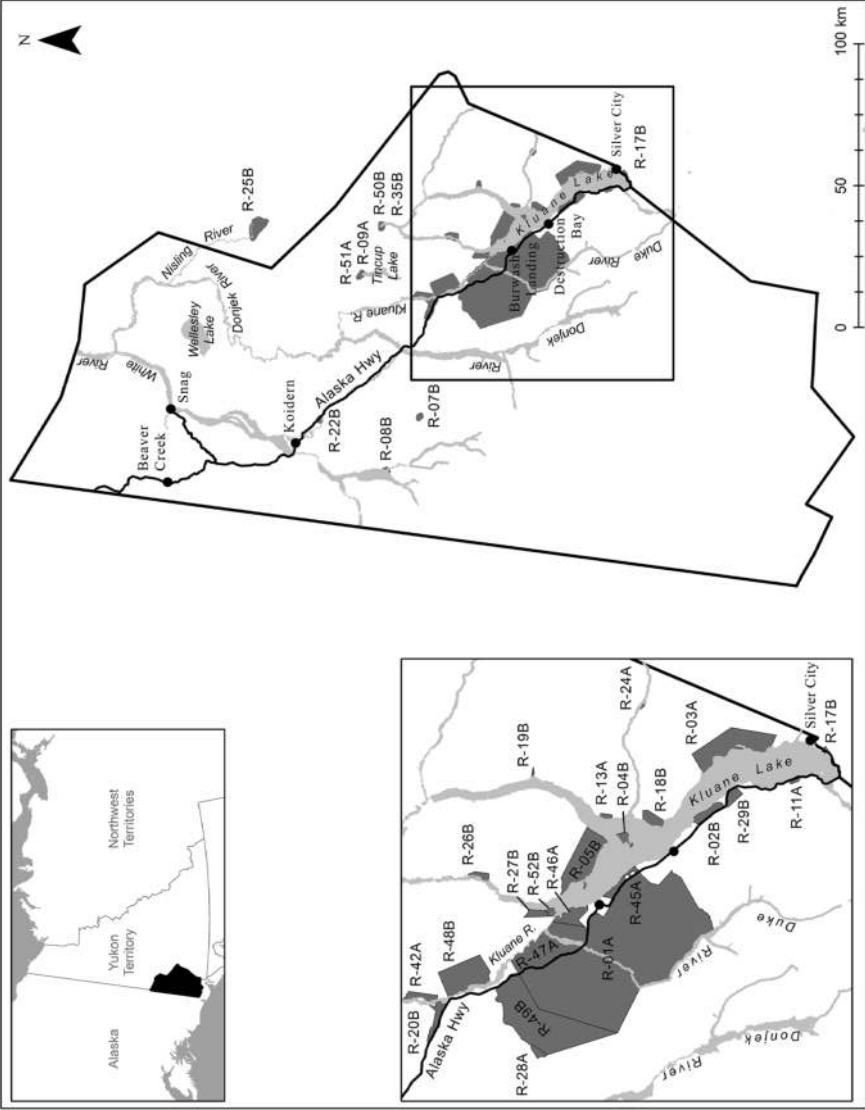 N
Alaska
Yukon
Territory
Northwest
Territories
Beaver
Creek
Snag
White
River
Wellesley
Lake
Donjek
River
Nisling
River
R-25B
Koidern
Alaska Hwy
R-22B
R-08B
R-07B
R-51A
R-09A
Tincup
Lake
R-50B
R-35B
Kluane R.
Kluane Lake
Burwash
Landing
Destruction
Bay
Duke
River
Donjek
River
Silver City
R-17B
0
50
100 km
R-20B
R-42A
R-48B
Alaska Hwy
Kluane R.
R-26B
R-27B
R-52B
R-46A
R-19B
R-05B
R-13A
R-04B
R-18B
R-24A
R-03A
R-47A
R-01A
R-45A
R-49B
R-28A
R-02B
R-29B
R-11A
Kluane Lake
Silver City
R-17B
Duke
River
Donjek
River